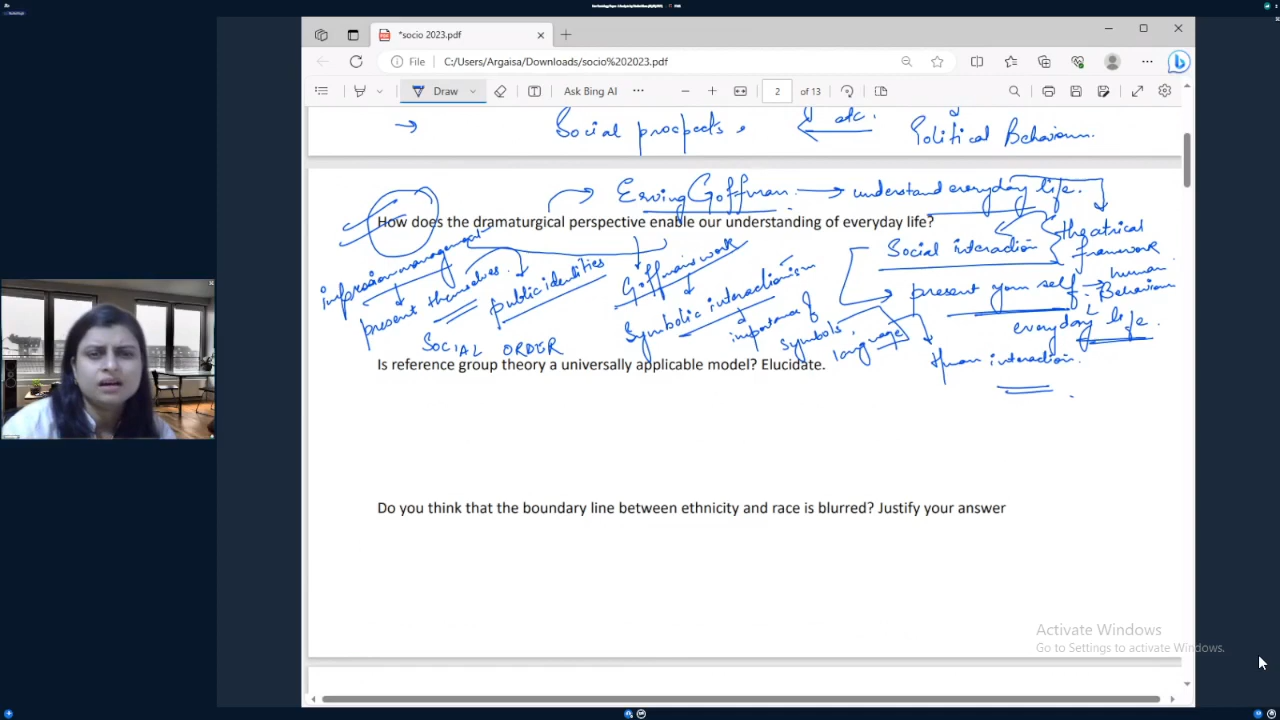 *socio 2023.pdf
File C:/Users/Argaisa/Downloads/socio%202023.pdf
Draw Ask Bing AI 2 of 13
→ Social prospects. ← etc. Political Behaviour.
→ Erving Goffman → understand everyday life.
How does the dramaturgical perspective enable our understanding of everyday life?
theatrical framework
Social interaction
impression management
present themselves.
public identities
Goffman's work
present your self → human Behaviour
everyday life.
Symbolic interactionism
importance of symbols, language
SOCIAL ORDER
Human interaction.
Is reference group theory a universally applicable model? Elucidate.
Do you think that the boundary line between ethnicity and race is blurred? Justify your answer
Activate Windows
Go to Settings to activate Windows.